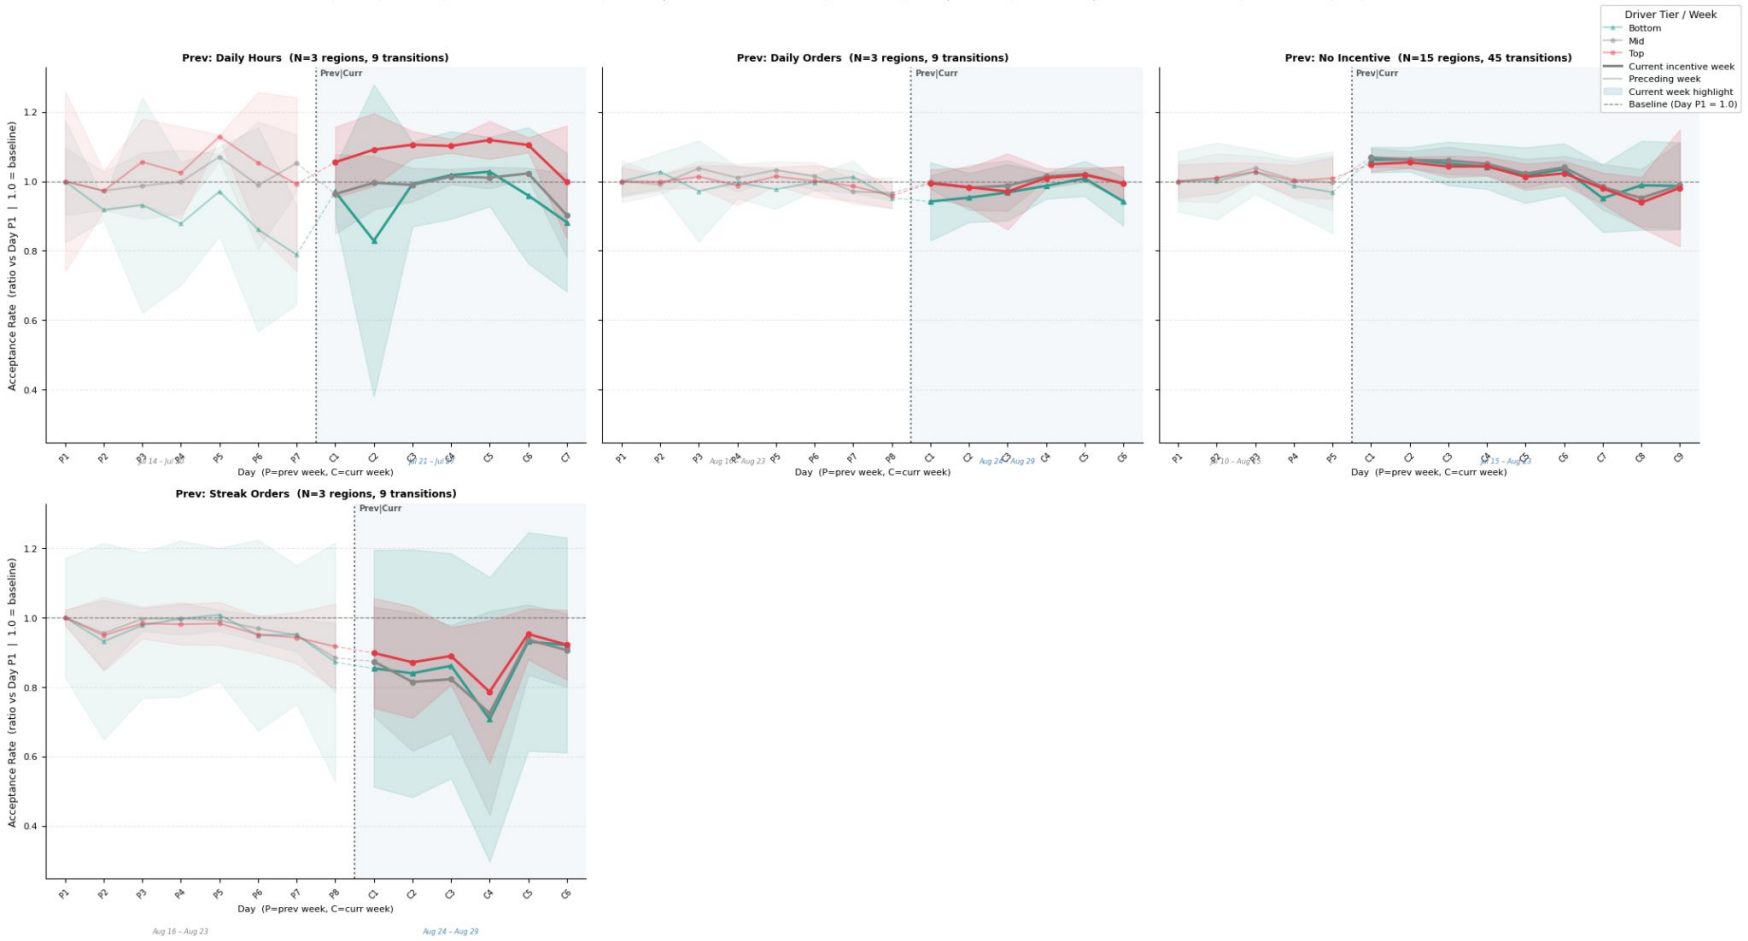 Driver Tier / Week
Bottom
Mid
Top
Current incentive week
Preceding week
Current week highlight
Baseline (Day P1 = 1.0)
Prev: Daily Hours (N=3 regions, 9 transitions)
Prev|Curr
Acceptance Rate (ratio vs Day P1 | 1.0 = baseline)
1.2
1.0
0.8
0.6
0.4
P1 P2 P3 P4 P5 P6 P7 C1 C2 C3 C4 C5 C6 C7
Day (P=prev week, C=curr week)
Prev: Daily Orders (N=3 regions, 9 transitions)
Prev|Curr
P1 P2 P3 P4 P5 P6 P7 P8 C1 C2 C3 C4 C5 C6
Aug 16 – Aug 23
Aug 24 – Aug 29
Day (P=prev week, C=curr week)
Prev: No Incentive (N=15 regions, 45 transitions)
Prev|Curr
P1 P2 P3 P4 P5 C1 C2 C3 C4 C5 C6 C7 C8 C9
Day (P=prev week, C=curr week)
Prev: Streak Orders (N=3 regions, 9 transitions)
Prev|Curr
Acceptance Rate (ratio vs Day P1 | 1.0 = baseline)
1.2
1.0
0.8
0.6
0.4
P1 P2 P3 P4 P5 P6 P7 P8 C1 C2 C3 C4 C5 C6
Day (P=prev week, C=curr week)
Aug 16 – Aug 23
Aug 24 – Aug 29